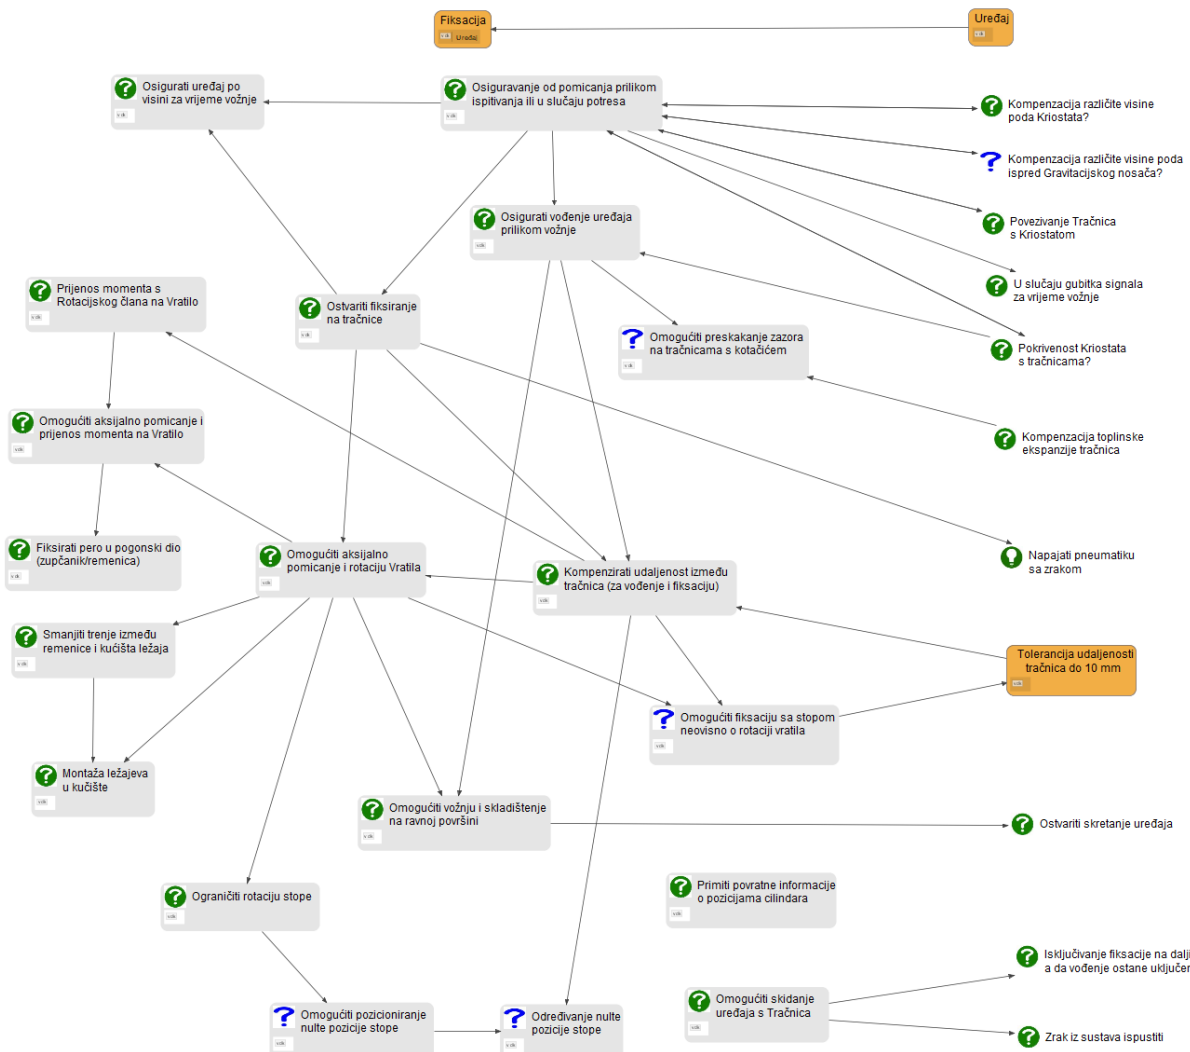 Fiksacija
Uređaj
Uređaj
Osigurati uređaj po
visini za vrijeme vožnje
Osiguravanje od pomicanja prilikom
ispitivanja ili u slučaju potresa
Kompenzacija različite visine
poda Kriostata?
Kompenzacija različite visine poda
ispred Gravitacijskog nosača?
Osigurati vođenje uređaja
prilikom vožnje
Povezivanje Tračnica
s Kriostatom
U slučaju gubitka signala
za vrijeme vožnje
Prijenos momenta s
Rotacijskog člana na Vratilo
Ostvariti fiksiranje
na tračnice
Omogućiti preskakanje zazora
na tračnicama s kotačićem
Pokrivenost Kriostata
s tračnicama?
Omogućiti aksijalno pomicanje i
prijenos momenta na Vratilo
Kompenzacija toplinske
ekspanzije tračnica
Fiksirati pero u pogonski dio
(zupčanik/remenica)
Omogućiti aksijalno
pomicanje i rotaciju Vratila
Kompenzirati udaljenost između
tračnica (za vođenje i fiksaciju)
Napajati pneumatiku
sa zrakom
Smanjiti trenje između
remenice i kućišta ležaja
Tolerancija udaljenosti
tračnica do 10 mm
Omogućiti fiksaciju sa stopom
neovisno o rotaciji vratila
Montaža ležajeva
u kučište
Omogućiti vožnju i skladištenje
na ravnoj površini
Ostvariti skretanje uređaja
Ograničiti rotaciju stope
Primiti povratne informacije
o pozicijama cilindara
Isključivanje fiksacije na dalji
a da vođenje ostane uključen
Omogućiti skidanje
uređaja s Tračnica
Omogućiti pozicioniranje
nulte pozicije stope
Određivanje nulte
pozicije stope
Zrak iz sustava ispustiti